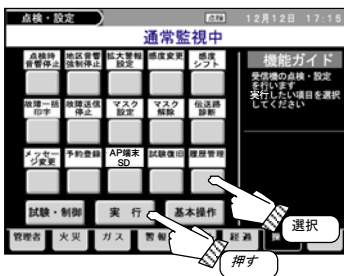 点検・設定
点検
12月12日 17:15
通常監視中
点検時
音響停止
地区音響
強制停止
拡大警報
設定
感度変更
感度
シフト
故障一括
印字
故障送信
停止
マスク
設定
マスク
解除
伝送路
診断
メッセー
ジ変更
予約登録
AP端末
SD
試験復旧
履歴管理
機能ガイド
受信機の点検・設定
を行います
実行したい項目を選択
してください
試験・制御
実 行
基本操作
選択
管理者
火災
ガス
押す